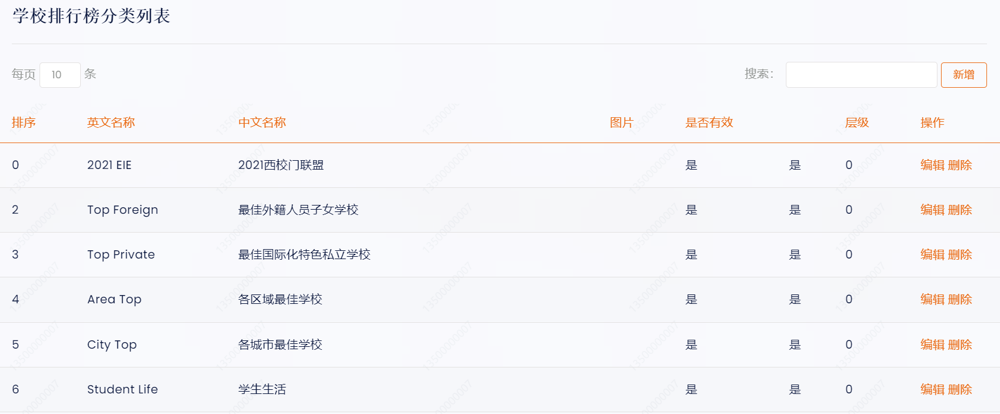 学校排行榜分类列表
每页 10 条 搜索： 新增
排序 英文名称 中文名称 图片 是否有效 层级 操作
0 2021 EIE 2021西校门联盟 是 是 0 编辑 删除
2 Top Foreign 最佳外籍人员子女学校 是 是 0 编辑 删除
3 Top Private 最佳国际化特色私立学校 是 是 0 编辑 删除
4 Area Top 各区域最佳学校 是 是 0 编辑 删除
5 City Top 各城市最佳学校 是 是 0 编辑 删除
6 Student Life 学生生活 是 是 0 编辑 删除
13500000007